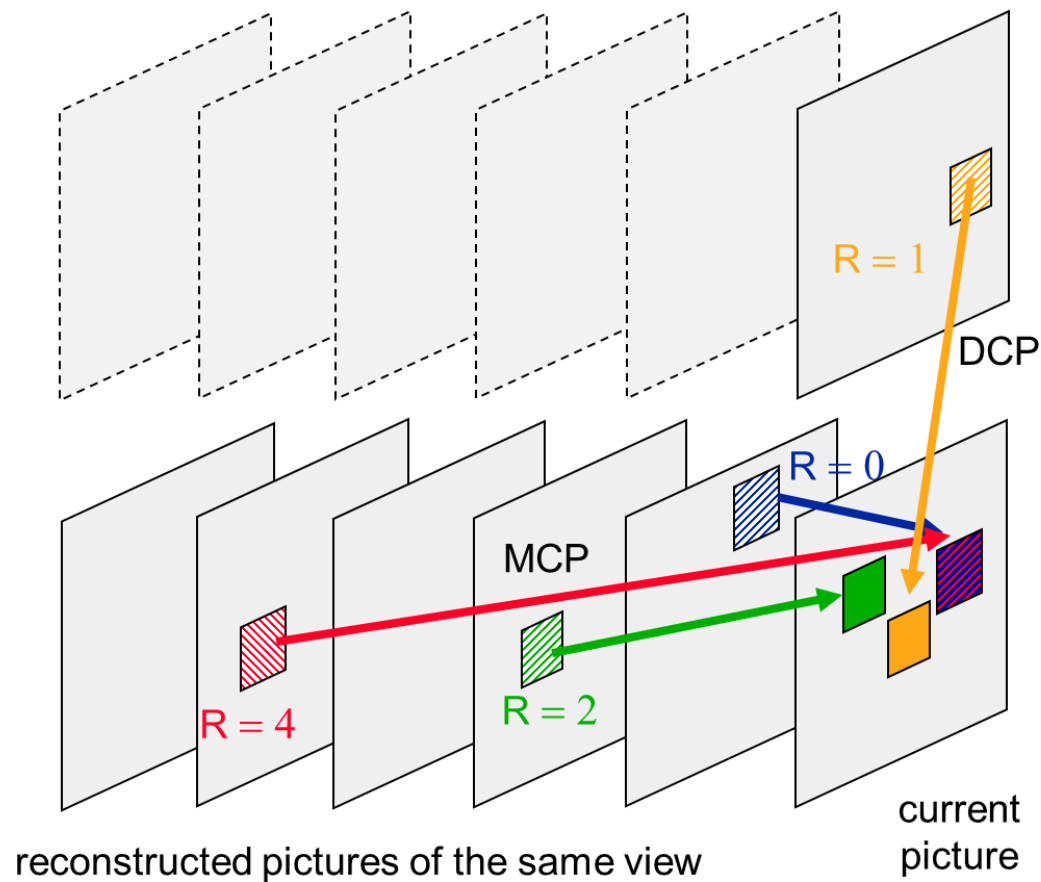 R = 1
DCP
R = 0
MCP
R = 4
R = 2
current
picture
reconstructed pictures of the same view